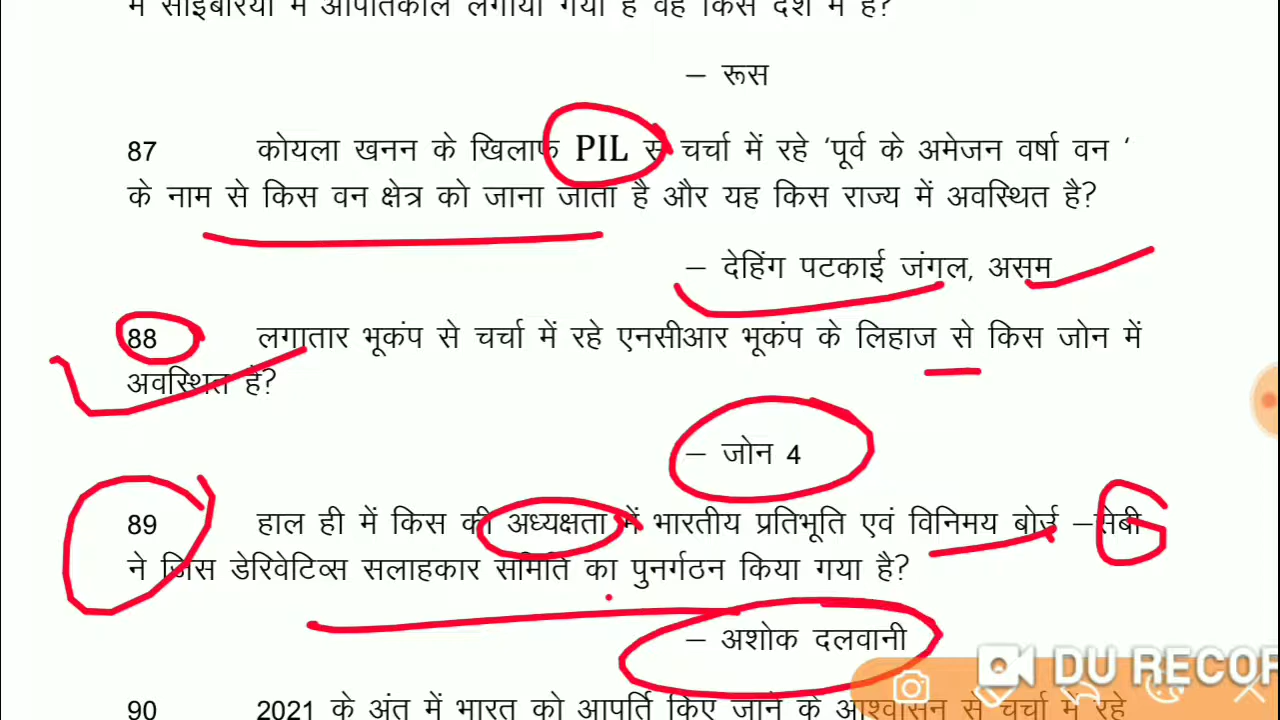 म साइबेरिया में आपातकाल लगाया गया है वह किस देश में है?
– रूस
87 कोयला खनन के खिलाफ PIL से चर्चा में रहे 'पूर्व के अमेजन वर्षा वन '
के नाम से किस वन क्षेत्र को जाना जाता है और यह किस राज्य में अवस्थित है?
– देहिंग पटकाई जंगल, असम
88 लगातार भूकंप से चर्चा में रहे एनसीआर भूकंप के लिहाज से किस जोन में
अवस्थित है?
– जोन 4
89 हाल ही में किस की अध्यक्षता में भारतीय प्रतिभूति एवं विनिमय बोर्ड –सेबी
ने जिस डेरिवेटिव्स सलाहकार समिति का पुनर्गठन किया गया है?
– अशोक दलवानी
DU RECOR
90 2021 के अंत में भारत को आपूर्ति किए जाने के आश्वासन से चर्चा में रहे